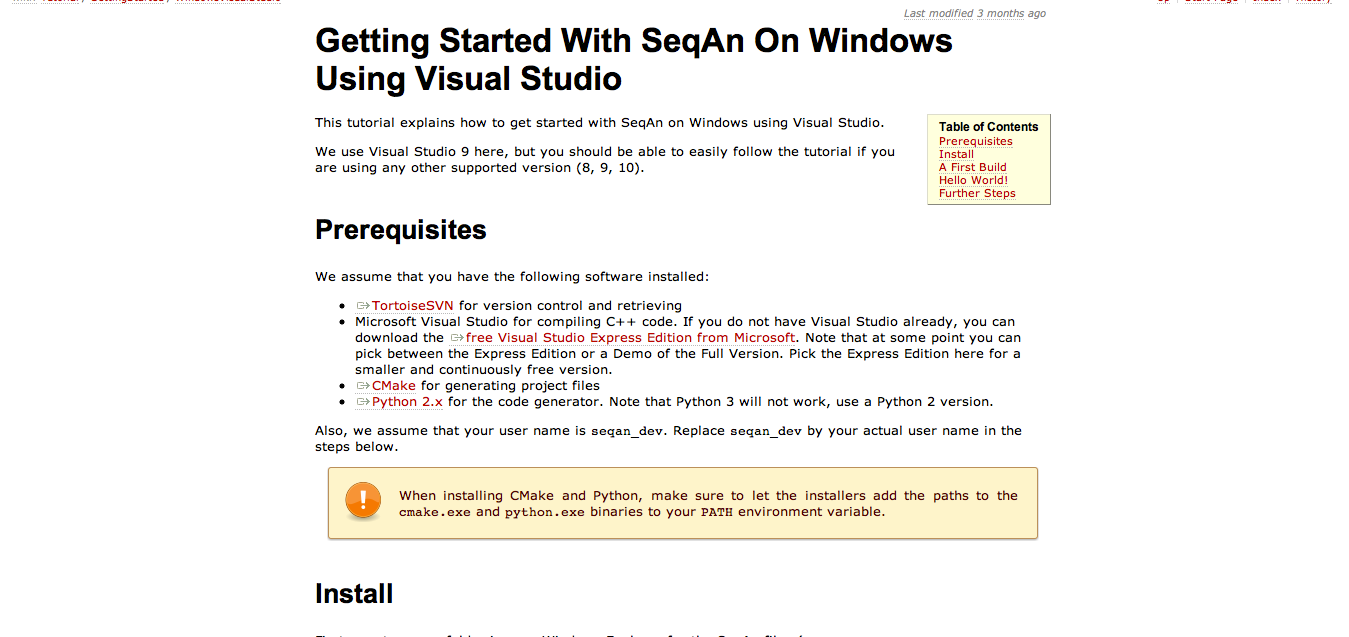 Last modified 3 months ago
Getting Started With SeqAn On Windows
Using Visual Studio
This tutorial explains how to get started with SeqAn on Windows using Visual Studio.
We use Visual Studio 9 here, but you should be able to easily follow the tutorial if you
are using any other supported version (8, 9, 10).
Table of Contents
Prerequisites
Install
A First Build
Hello World!
Further Steps
Prerequisites
We assume that you have the following software installed:
• TortoiseSVN for version control and retrieving
• Microsoft Visual Studio for compiling C++ code. If you do not have Visual Studio already, you can
download the free Visual Studio Express Edition from Microsoft. Note that at some point you can
pick between the Express Edition or a Demo of the Full Version. Pick the Express Edition here for a
smaller and continuously free version.
• CMake for generating project files
• Python 2.x for the code generator. Note that Python 3 will not work, use a Python 2 version.
Also, we assume that your user name is seqan_dev. Replace seqan_dev by your actual user name in the
steps below.
When installing CMake and Python, make sure to let the installers add the paths to the
cmake.exe and python.exe binaries to your PATH environment variable.
Install